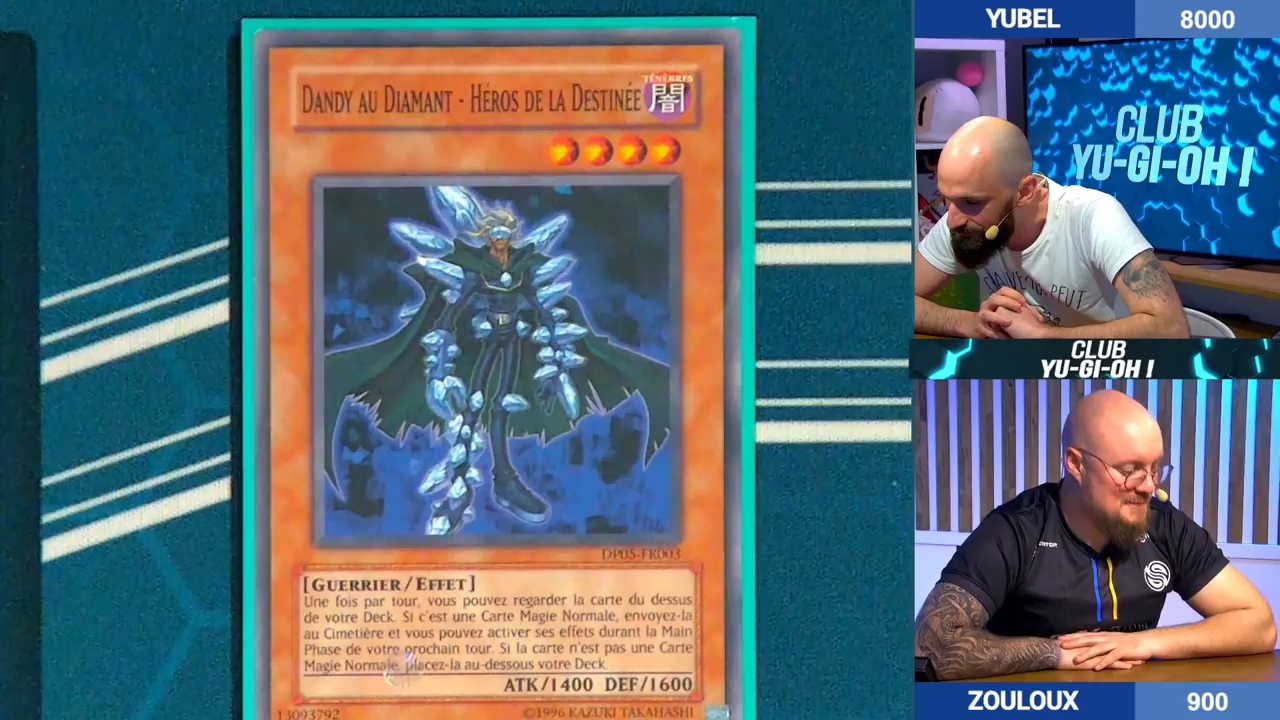 DANDY AU DIAMANT - HÉROS DE LA DESTINÉE
TÉNÈBRES
闇
DP05-FR003
[GUERRIER/EFFET]
Une fois par tour, vous pouvez regarder la carte du dessus
de votre Deck. Si c'est une Carte Magie Normale, envoyez-la
au Cimetière et vous pouvez activer ses effets durant la Main
Phase de votre prochain tour. Si la carte n'est pas une Carte
Magie Normale, placez-la au-dessous votre Deck.
ATK/1400 DEF/1600
13093792
©1996 KAZUKI TAKAHASHI
YUBEL 8000
CLUB
YU-GI-OH !
PEUT
CLUB
YU-GI-OH !
ZOULOUX 900